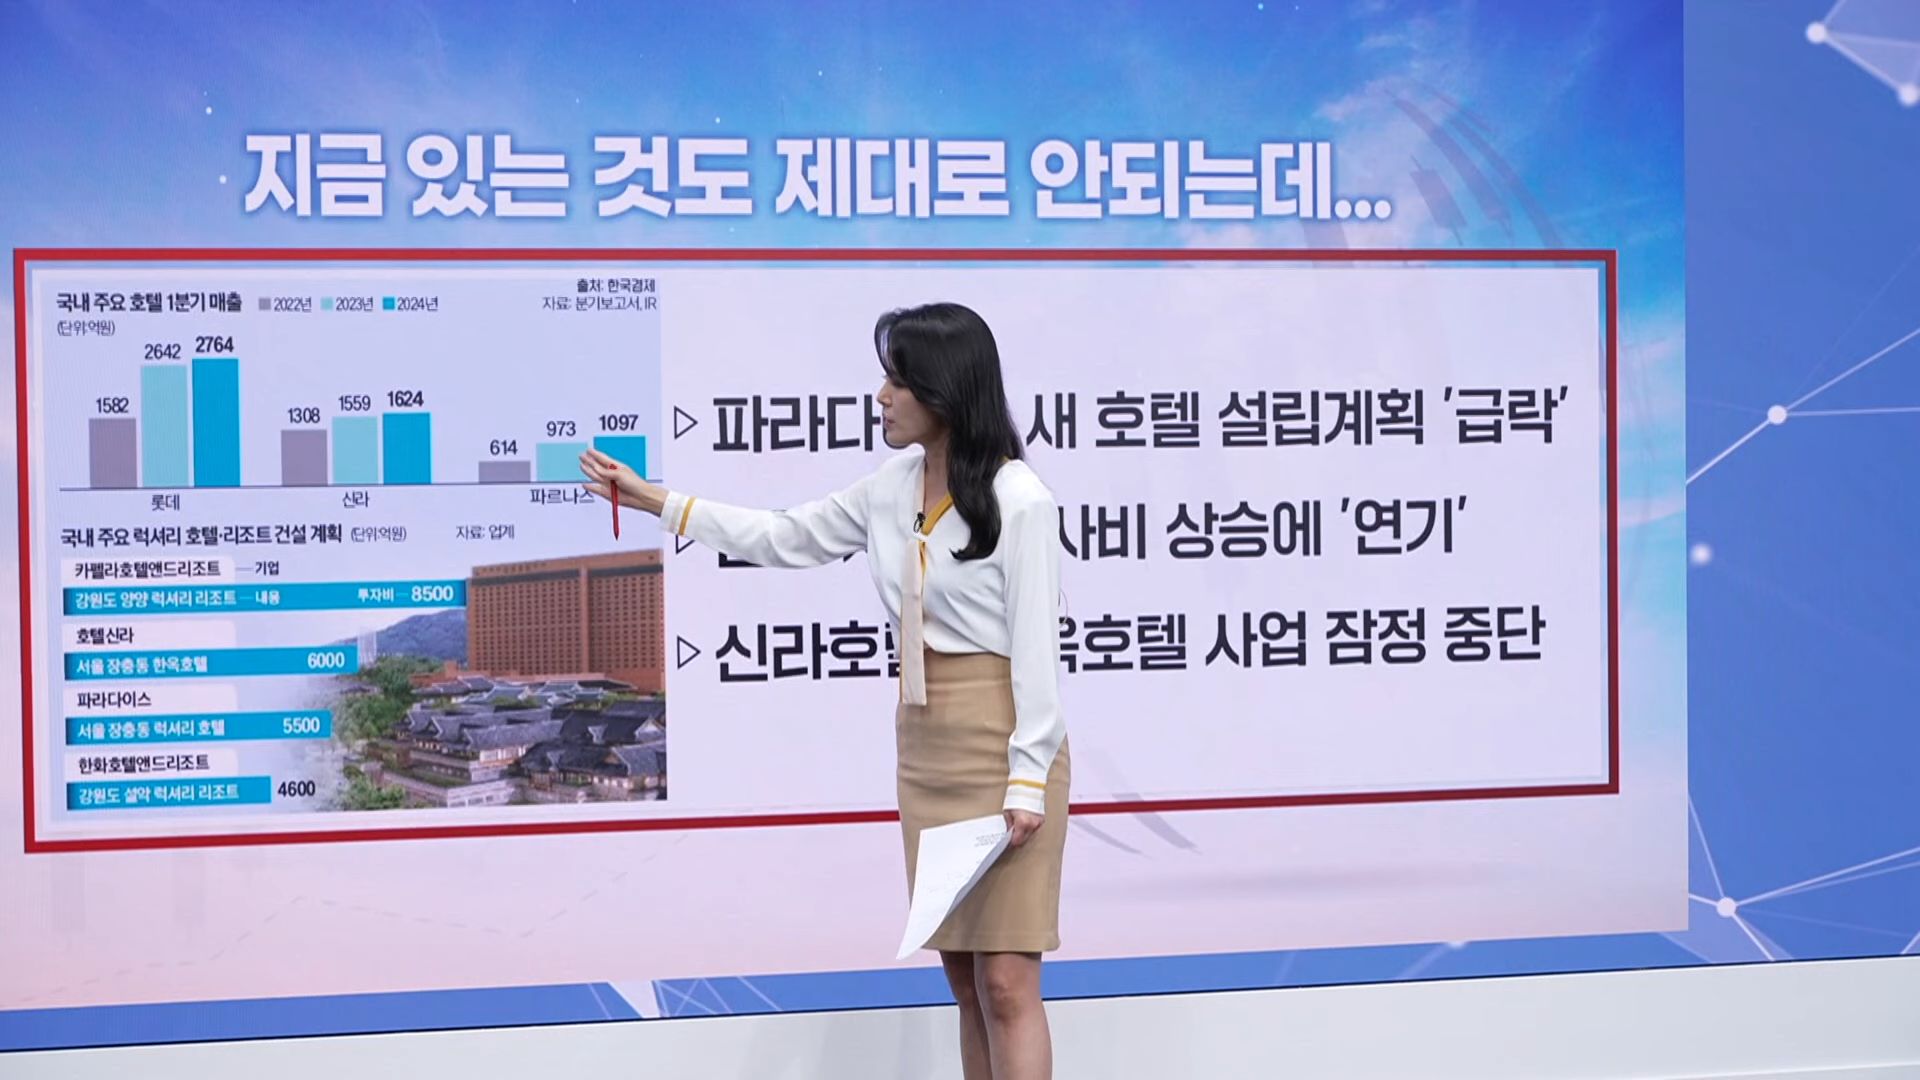 지금 있는 것도 제대로 안되는데...
출처: 한국경제
국내 주요 호텔 1분기 매출 2022년 2023년 2024년 자료: 분기보고서, IR
(단위:억원)
1582 2642 2764
1308 1559 1624
614 973 1097
롯데 신라 파르나스
국내 주요 럭셔리 호텔·리조트 건설 계획 (단위:억원) 자료: 업계
카펠라호텔앤드리조트 기업
강원도 양양 럭셔리 리조트 내용 투자비 8500
호텔신라
서울 장충동 한옥호텔 6000
파라다이스
서울 장충동 럭셔리 호텔 5500
한화호텔앤드리조트
강원도 설악 럭셔리 리조트 4600
▷ 파라다 새 호텔 설립계획 '급락'
▷ 사비 상승에 '연기'
▷ 신라호 호텔 사업 잠정 중단